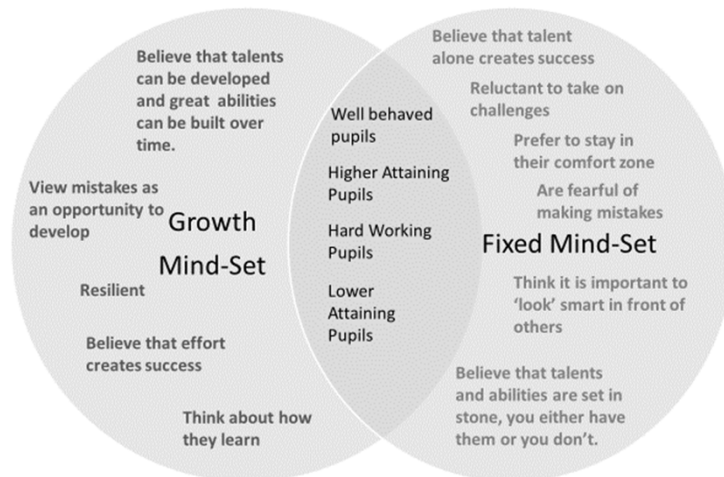 Believe that talents
can be developed
and great abilities
can be built over
time.
View mistakes as
an opportunity to
develop
Growth
Mind-Set
Resilient
Believe that effort
creates success
Think about how
they learn
Well behaved
pupils
Higher Attaining
Pupils
Hard Working
Pupils
Lower
Attaining
Pupils
Believe that talent
alone creates success
Reluctant to take on
challenges
Prefer to stay in
their comfort zone
Are fearful of
making mistakes
Fixed Mind-Set
Think it is important to
‘look’ smart in front of
others
Believe that talents
and abilities are set in
stone, you either have
them or you don’t.